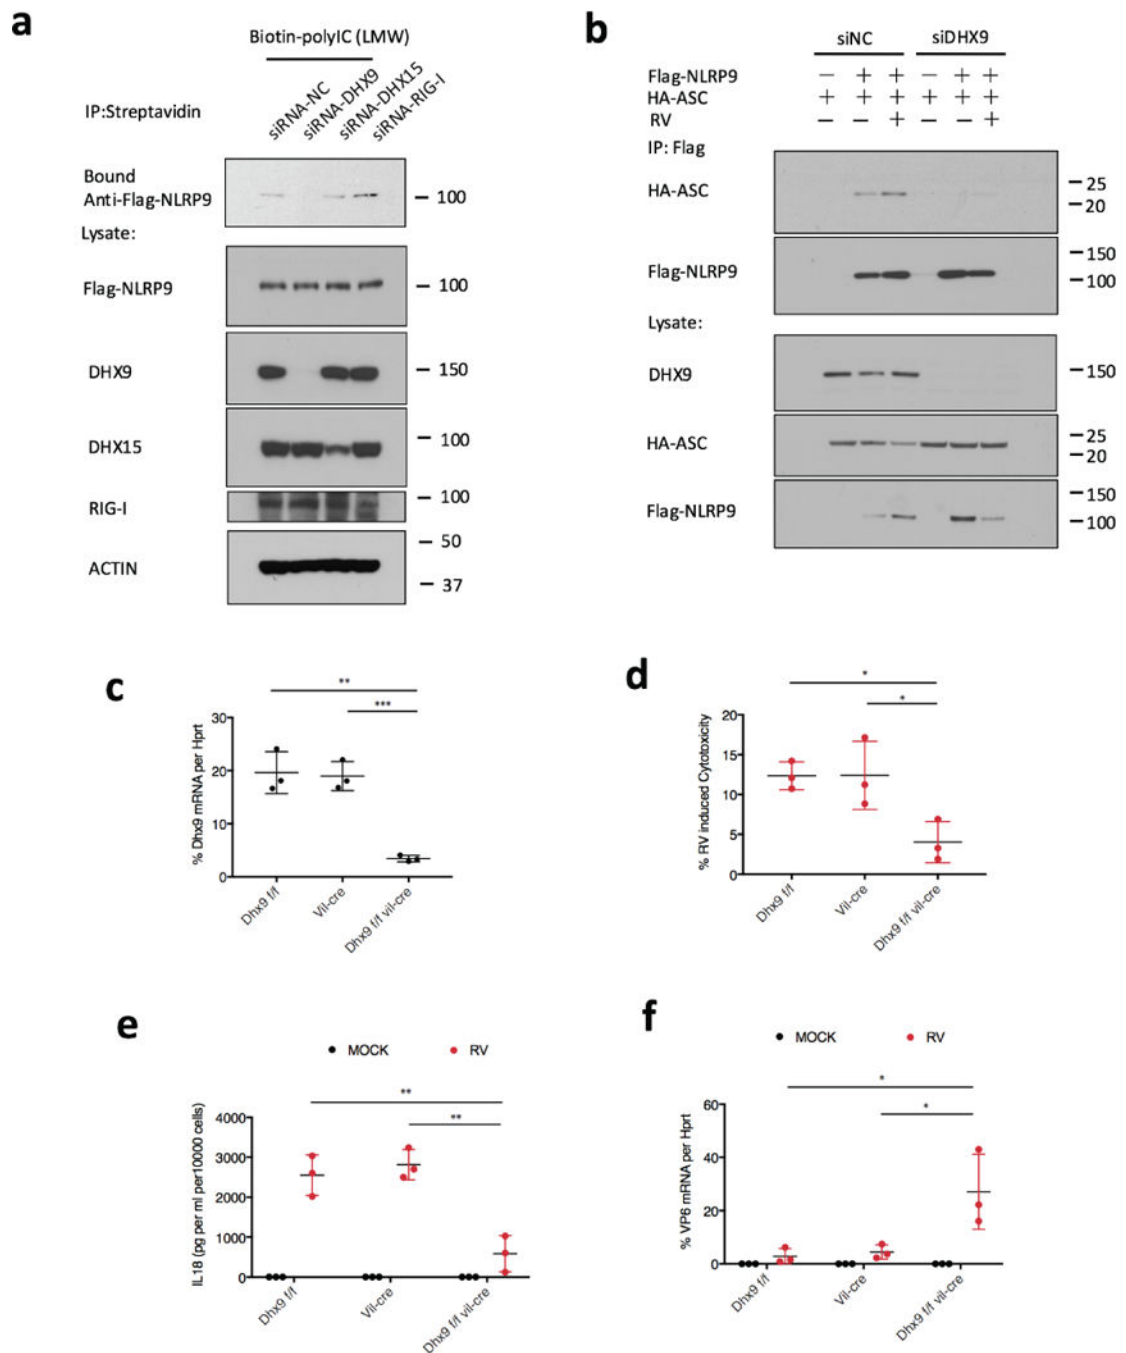 a
Biotin-polyIC (LMW)
IP:Streptavidin
siRNA-NC
siRNA-DHX9
siRNA-DHX15
siRNA-RIG-I
Bound
Anti-Flag-NLRP9
– 100
Lysate:
Flag-NLRP9
– 100
DHX9
– 150
DHX15
– 100
RIG-I
– 100
ACTIN
– 50
– 37
b
siNC siDHX9
Flag-NLRP9 – + + – + +
HA-ASC + + + + + +
RV – – + – – +
IP: Flag
HA-ASC
– 25
– 20
Flag-NLRP9
– 150
– 100
Lysate:
DHX9
– 150
HA-ASC
– 25
– 20
Flag-NLRP9
– 150
– 100
c
**
***
% Dhx9 mRNA per Hprt
30
20
10
0
Dhx9 f/f
Vil-cre
Dhx9 f/f vil-cre
d
*
*
% RV induced Cytotoxicity
20
15
10
5
0
Dhx9 f/f
Vil-cre
Dhx9 f/f vil-cre
e
MOCK RV
**
**
IL18 (pg per ml per10000 cells)
4000
3000
2000
1000
0
Dhx9 f/f
Vil-cre
Dhx9 f/f vil-cre
f
MOCK RV
*
*
% VP6 mRNA per Hprt
60
40
20
0
Dhx9 f/f
Vil-cre
Dhx9 f/f vil-cre